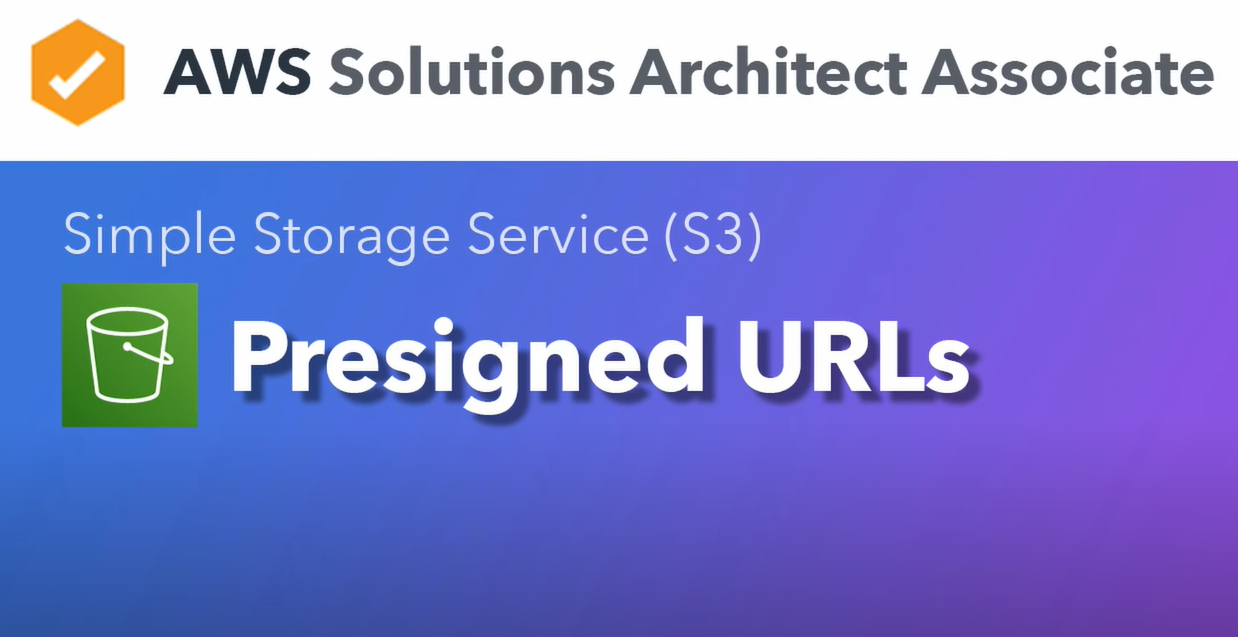 AWS Solutions Architect Associate
Simple Storage Service (S3)
Presigned URLs